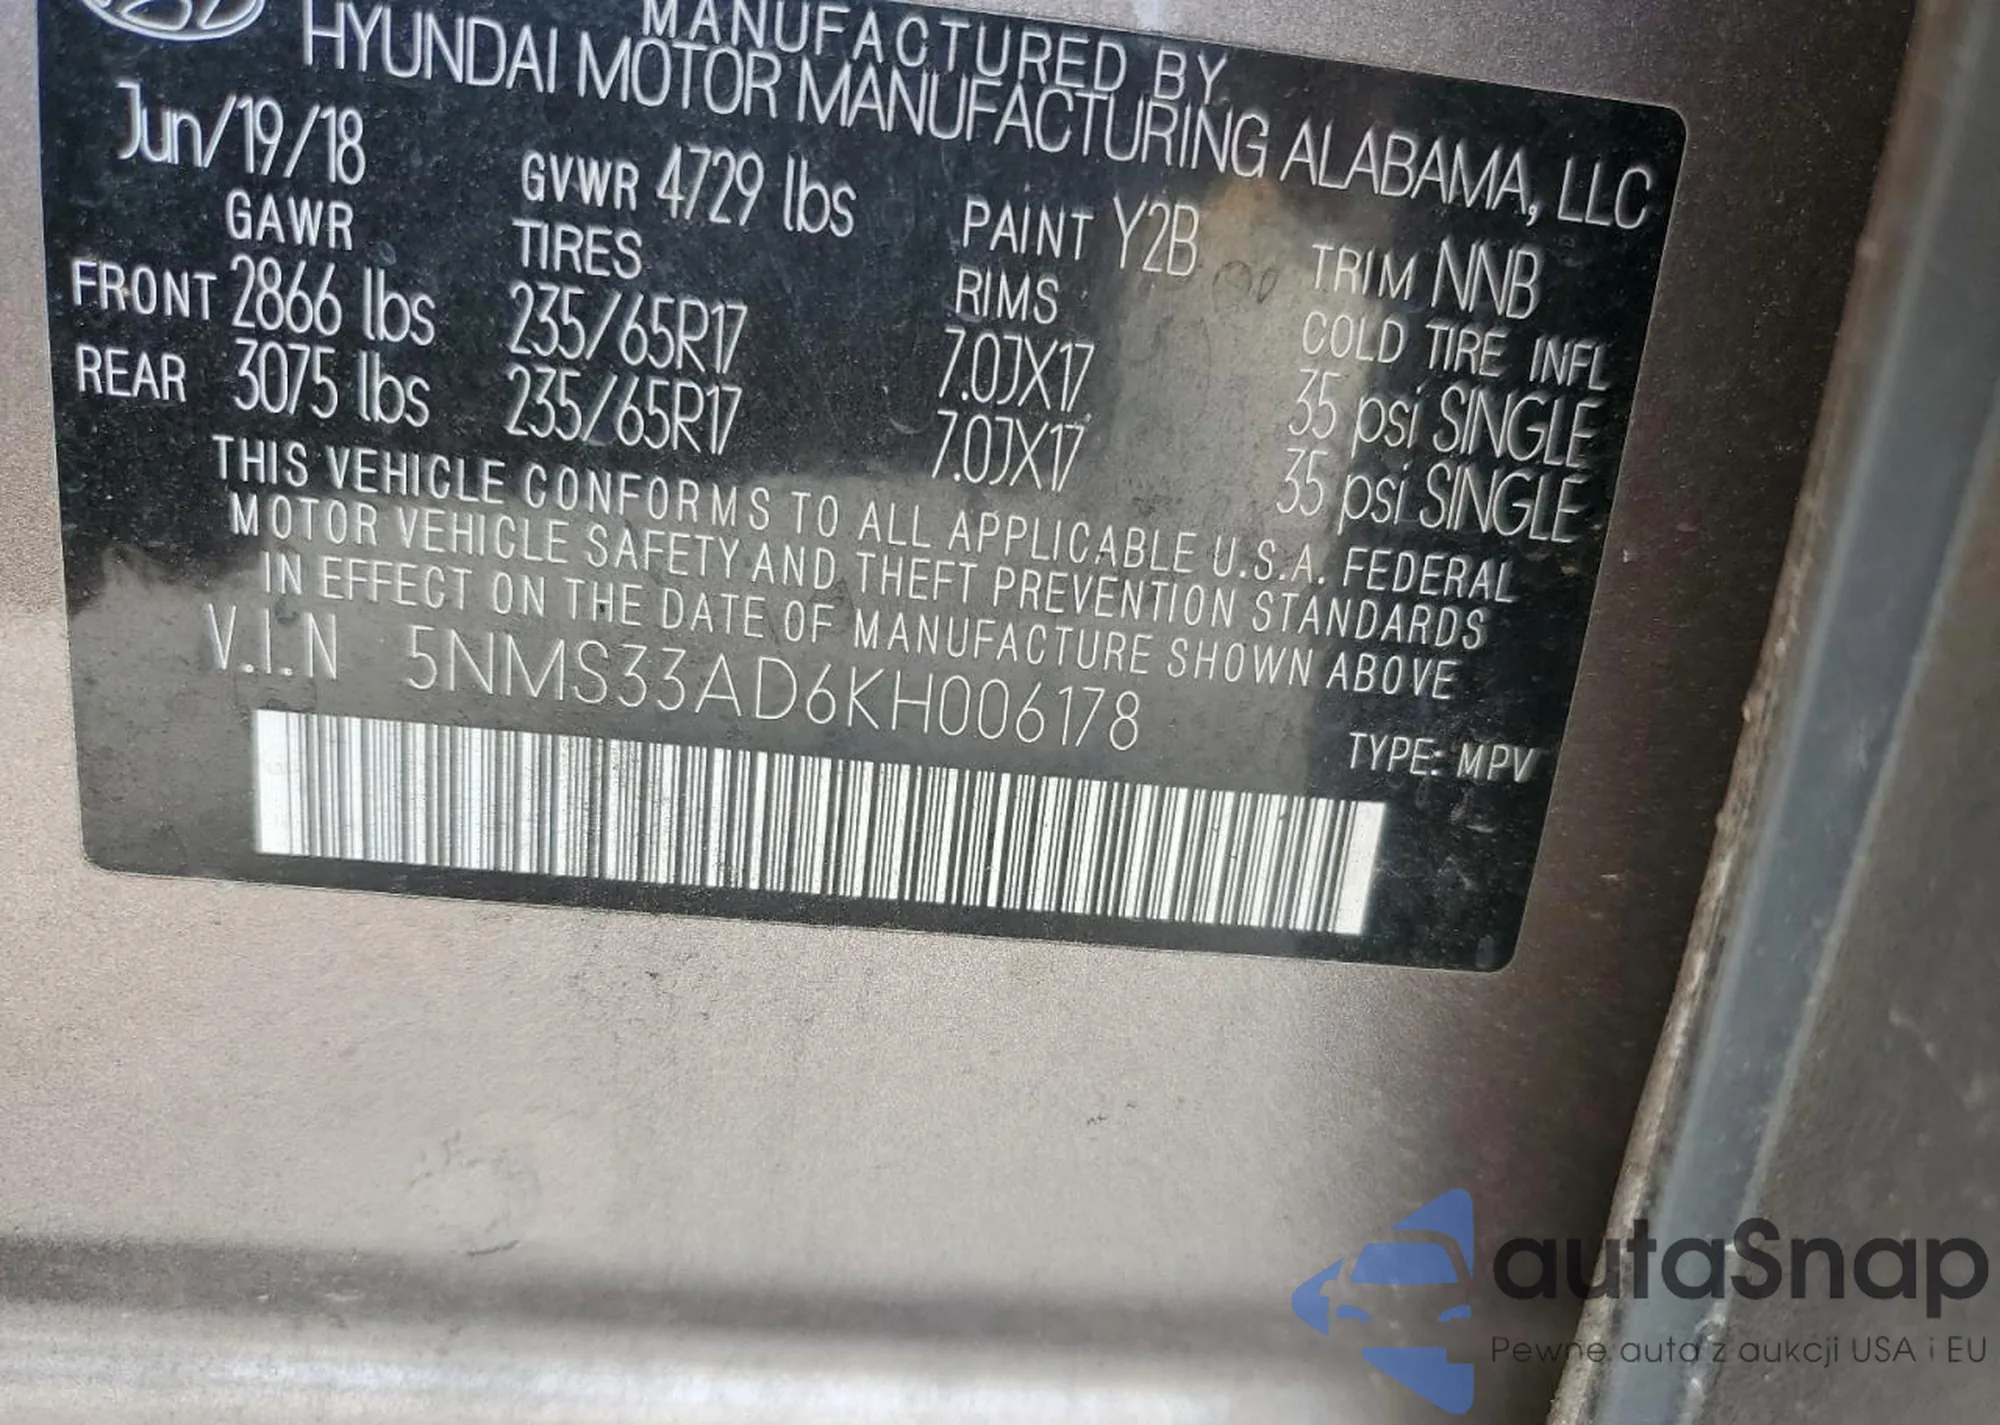 MANUFACTURED BY
HYUNDAI MOTOR MANUFACTURING ALABAMA, LLC
Jun/19/18 GVWR 4729 lbs PAINT Y2B TRIM NNB
GAWR TIRES RIMS COLD TIRE INFL
FRONT 2866 lbs 235/65R17 7.0JX17 35 psi SINGLE
REAR 3075 lbs 235/65R17 7.0JX17 35 psi SINGLE
THIS VEHICLE CONFORMS TO ALL APPLICABLE U.S.A. FEDERAL
MOTOR VEHICLE SAFETY AND THEFT PREVENTION STANDARDS
IN EFFECT ON THE DATE OF MANUFACTURE SHOWN ABOVE
V.I.N 5NMS33AD6KH006178
TYPE: MPV
autaSnap
Pewne auta z aukcji USA i EU